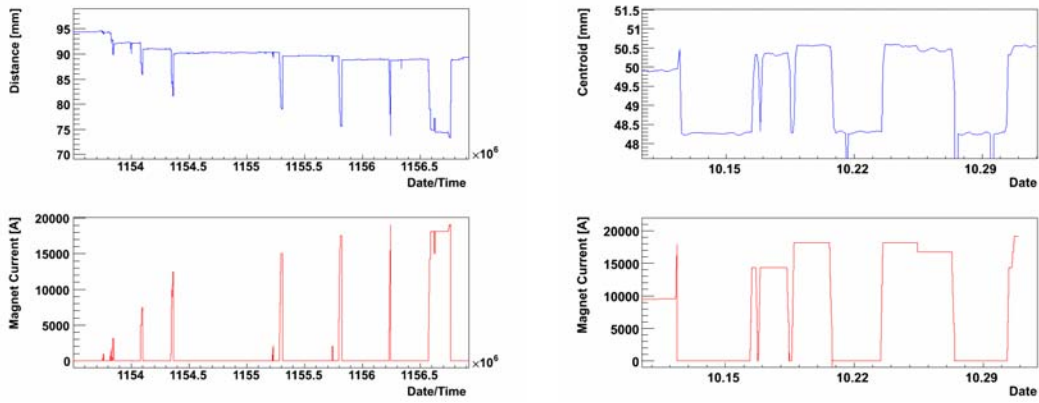 Distance [mm]
95
90
85
80
75
70
1154 1154.5 1155 1155.5 1156 1156.5
×10⁶
Date/Time
Centroid [mm]
51.5
51
50.5
50
49.5
49
48.5
48
10.15 10.22 10.29
Date
Magnet Current [A]
20000
15000
10000
5000
0
1154 1154.5 1155 1155.5 1156 1156.5
×10⁶
Date/Time
Magnet Current [A]
20000
15000
10000
5000
0
10.15 10.22 10.29
Date